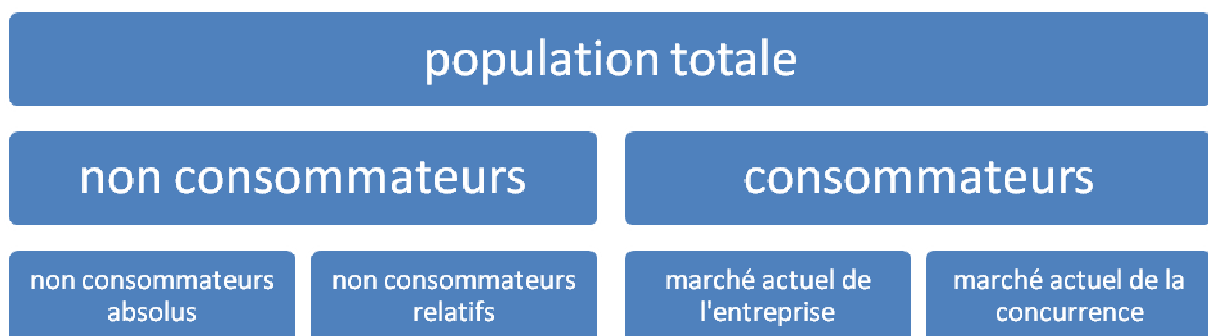 population totale
non consommateurs
consommateurs
non consommateurs
absolus
non consommateurs
relatifs
marché actuel de
l'entreprise
marché actuel de la
concurrence